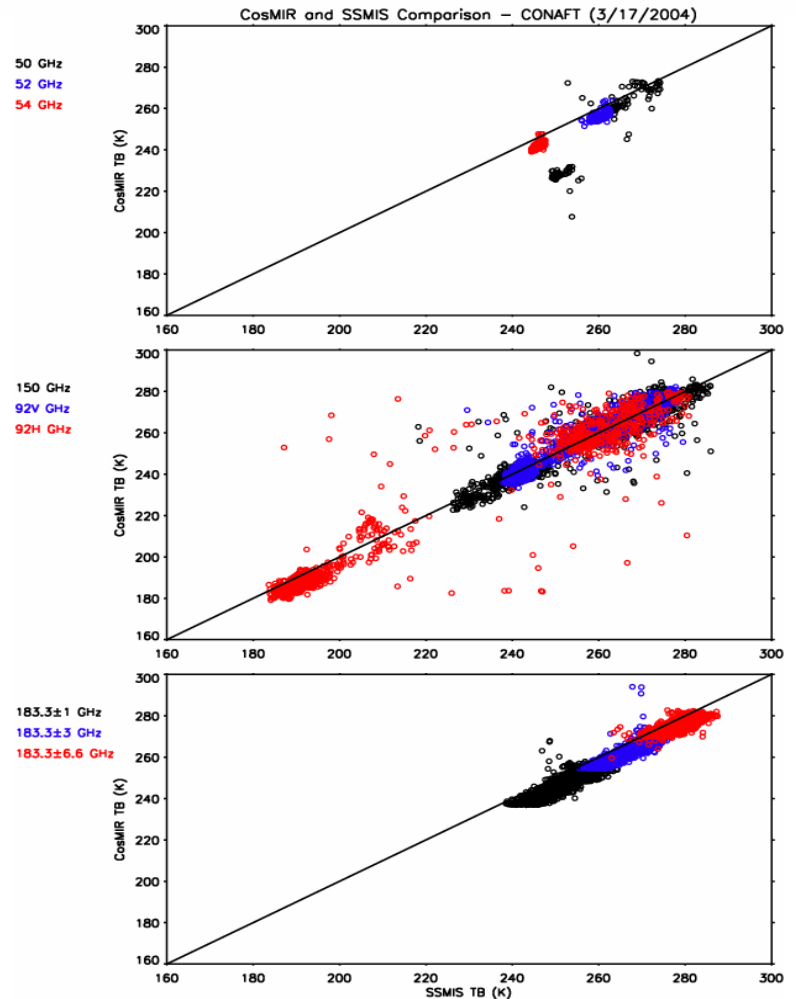 CosMIR and SSMIS Comparison - CONAFT (3/17/2004)
50 GHz
52 GHz
54 GHz
CosMIR TB (K)
300
280
260
240
220
200
180
160
160 180 200 220 240 260 280 300
150 GHz
92V GHz
92H GHz
CosMIR TB (K)
300
280
260
240
220
200
180
160
160 180 200 220 240 260 280 300
183.3±1 GHz
183.3±3 GHz
183.3±6.6 GHz
CosMIR TB (K)
300
280
260
240
220
200
180
160
160 180 200 220 240 260 280 300
SSMIS TB (K)